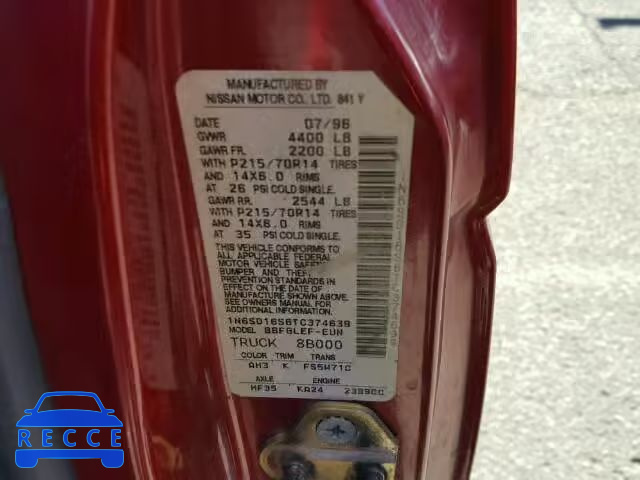 MANUFACTURED BY
NISSAN MOTOR CO., LTD. 841 Y
DATE 07/96
GVWR 4400 LB
GAWR FR. 2200 LB
WITH P215/70R14 TIRES
AND 14X6.0 RIMS
AT 26 PSI COLD SINGLE.
GAWR RR. 2544 LB
WITH P215/70R14 TIRES
AND 14X6.0 RIMS
AT 35 PSI COLD SINGLE.
THIS VEHICLE CONFORMS TO
ALL APPLICABLE FEDERAL
MOTOR VEHICLE SAFETY
BUMPER AND THEFT
PREVENTION STANDARDS
IN EFFECT ON THE DATE OF
MANUFACTURE SHOWN ABOVE.
SEE OWNERS MANUAL FOR
ADDITIONAL INFORMATION.
1N6SD16S6TC374639
MODEL BBFGLEF-EUN
TRUCK 8B000
COLOR TRIM TRANS
AH3 K FS5W71C
AXLE ENGINE
HF35 KA24 2389CC
RECCE